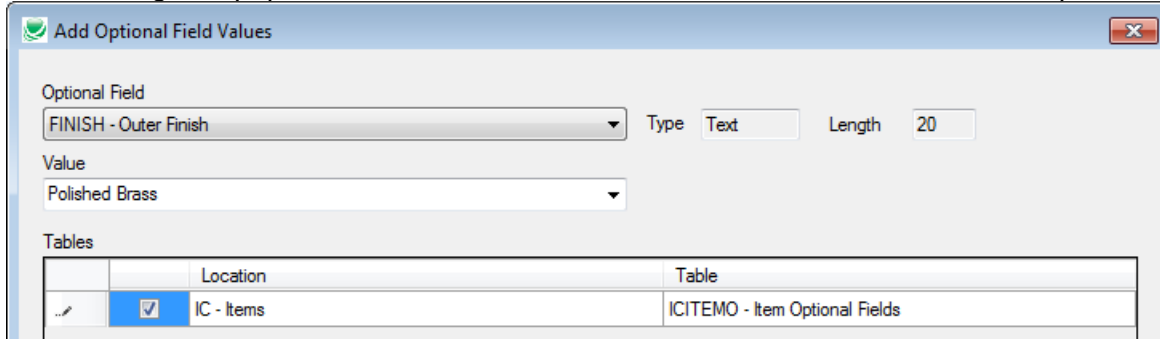 Add Optional Field Values
Optional Field
FINISH - Outer Finish Type Text Length 20
Value
Polished Brass
Tables
Location Table
IC - Items ICITEMO - Item Optional Fields